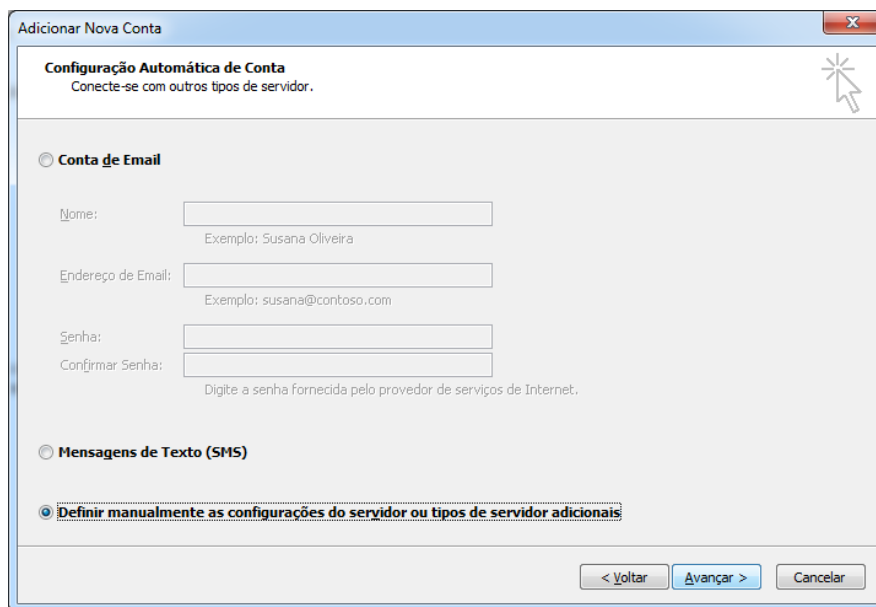 Adicionar Nova Conta
Configuração Automática de Conta
Conecte-se com outros tipos de servidor.
Conta de Email
Nome:
Exemplo: Susana Oliveira
Endereço de Email:
Exemplo: susana@contoso.com
Senha:
Confirmar Senha:
Digite a senha fornecida pelo provedor de serviços de Internet.
Mensagens de Texto (SMS)
Definir manualmente as configurações do servidor ou tipos de servidor adicionais
< Voltar Avançar > Cancelar